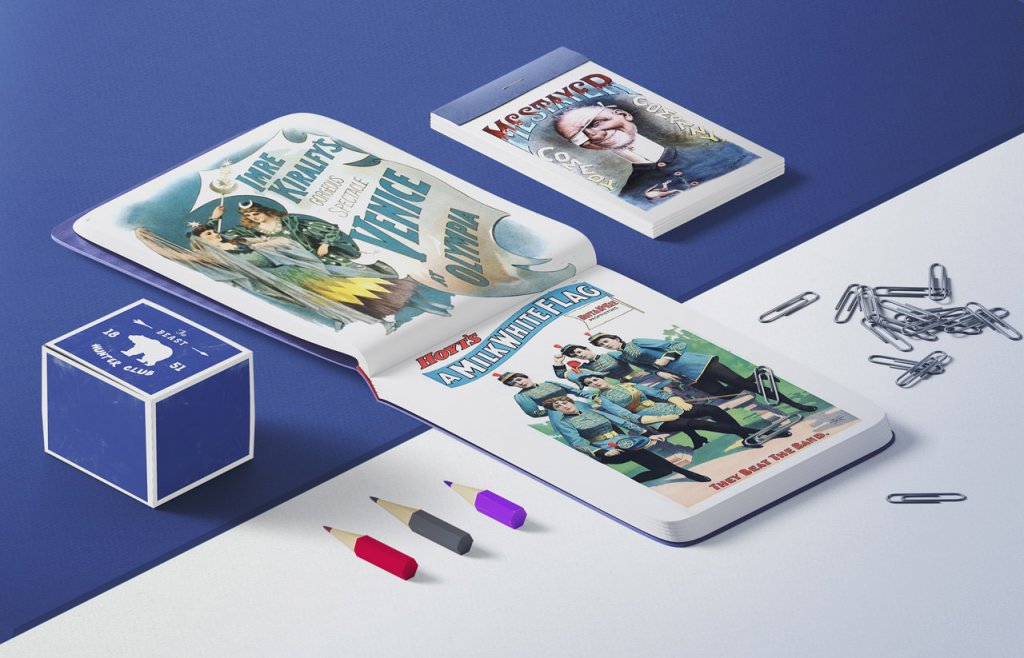 IMRE
KIRALFY'S
GORGEOUS
SPECTACLE
VENICE
AT OLYMPIA
MCSTAYER
COMEDY
HOYT'S
A MILK WHITE FLAG
THEY BEAT THE BAND.
The
BEAST
18 51
HUNTER CLUB